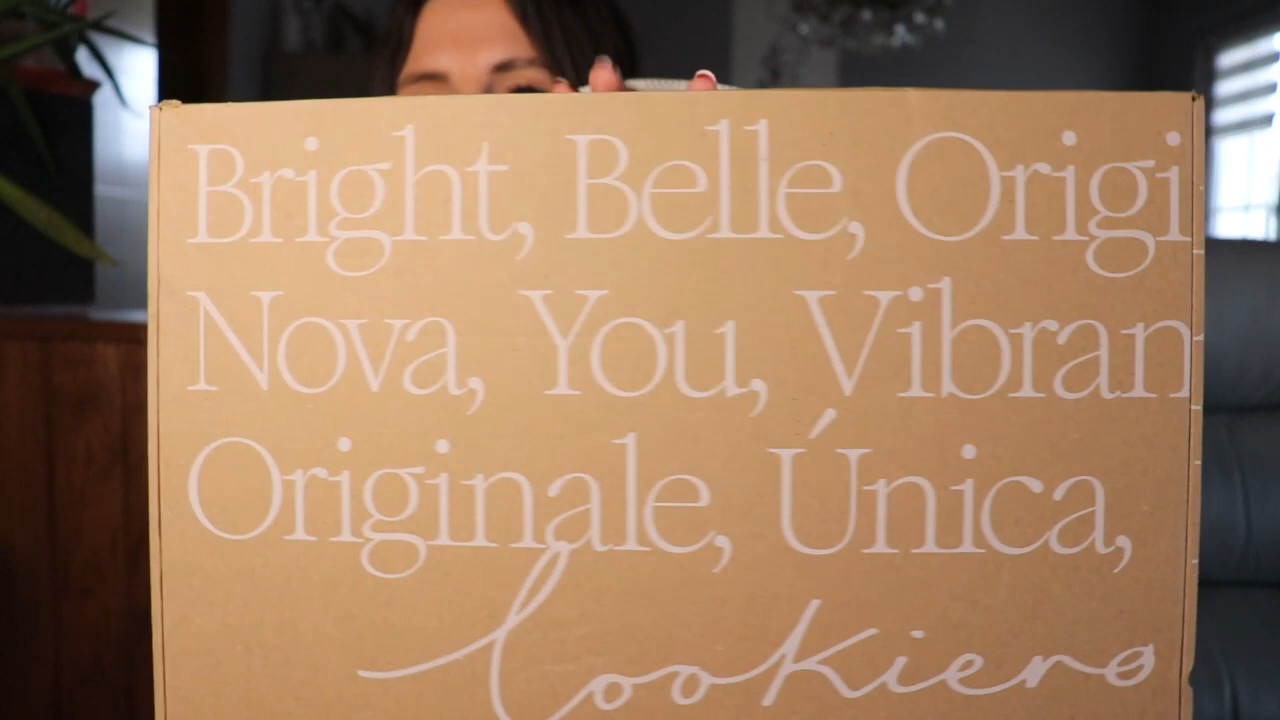 Bright, Belle, Origi
Nova, You, Vibran
Originale, Única,
Lookiero